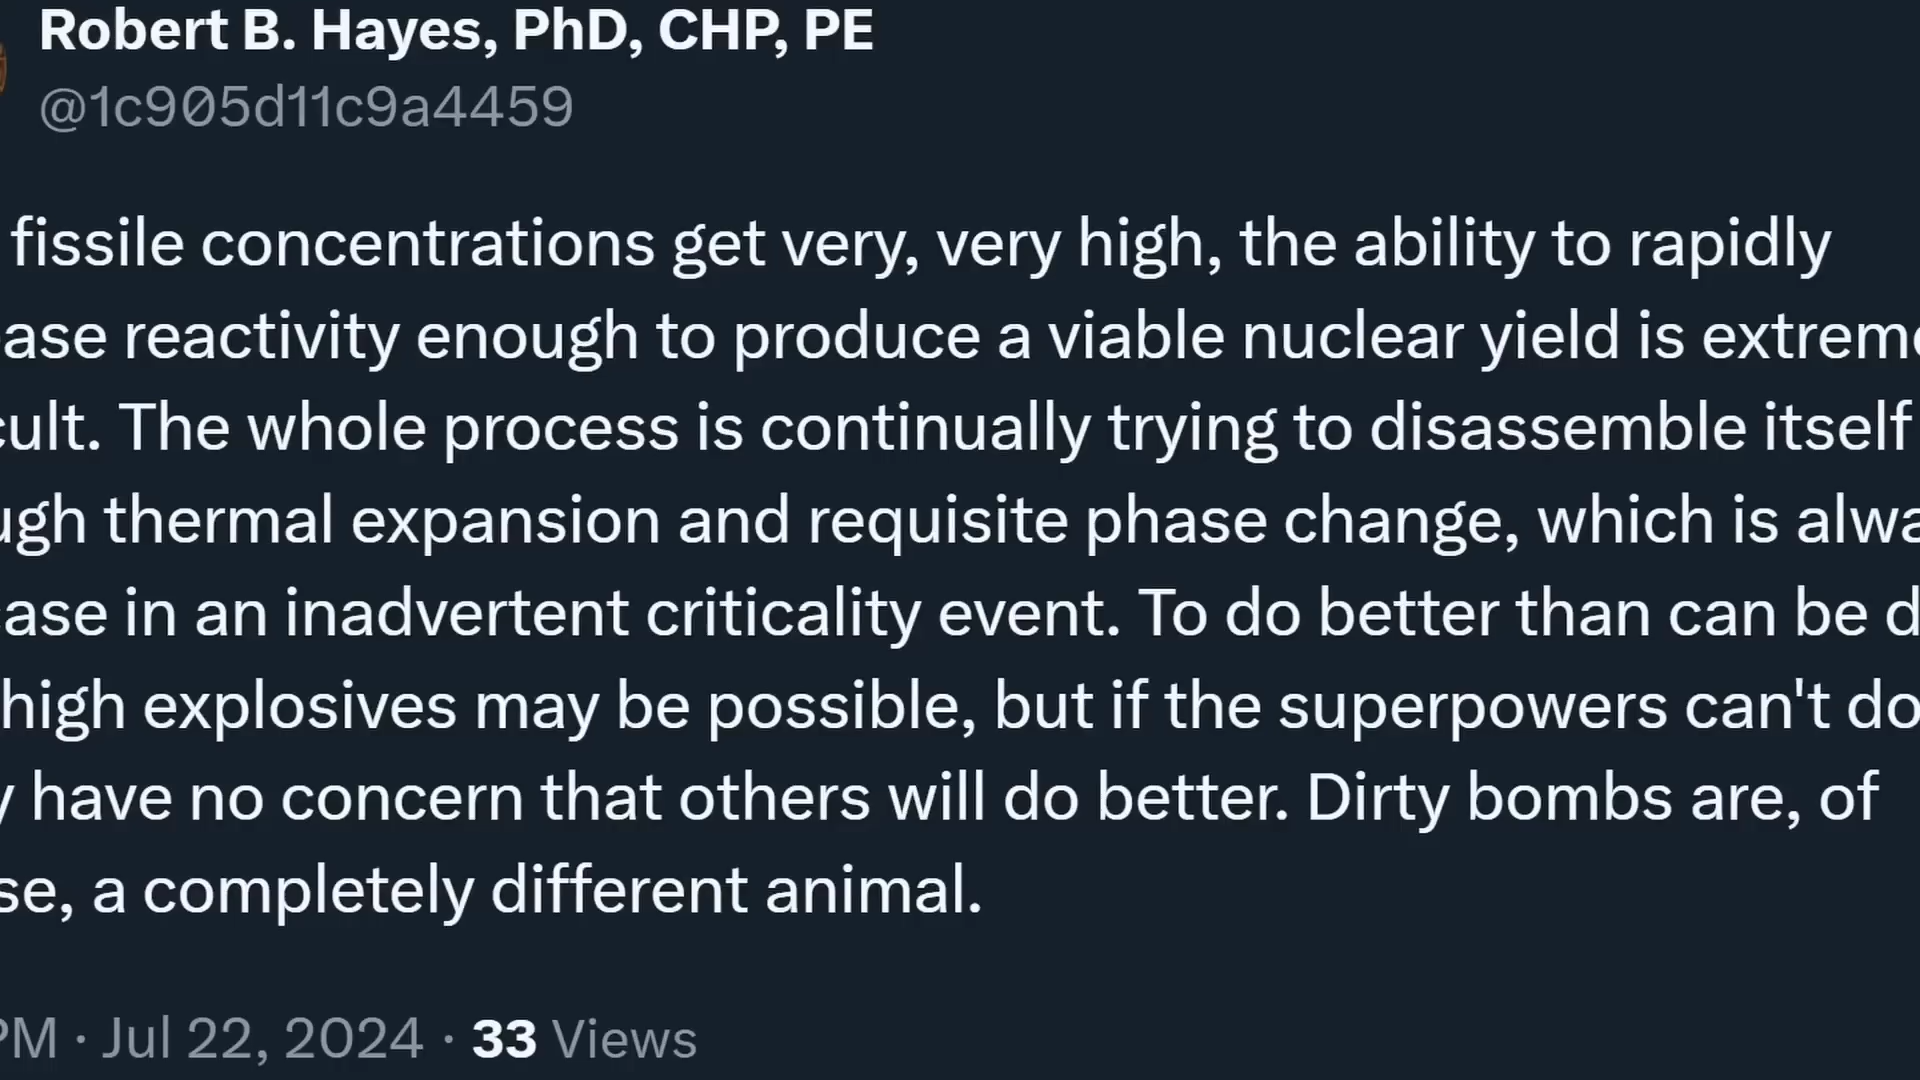 Robert B. Hayes, PhD, CHP, PE
@1c905d11c9a4459
fissile concentrations get very, very high, the ability to rapidly
ase reactivity enough to produce a viable nuclear yield is extrem
cult. The whole process is continually trying to disassemble itself
ugh thermal expansion and requisite phase change, which is alwa
case in an inadvertent criticality event. To do better than can be d
high explosives may be possible, but if the superpowers can't do
y have no concern that others will do better. Dirty bombs are, of
se, a completely different animal.
PM · Jul 22, 2024 · 33 Views